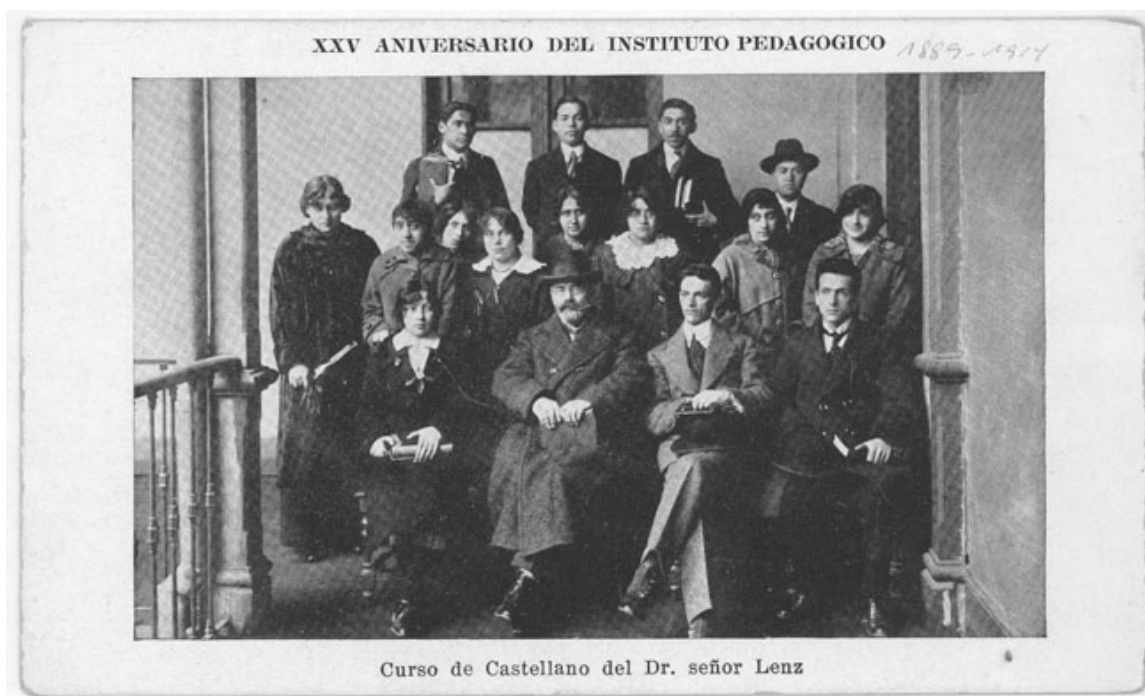 XXV ANIVERSARIO DEL INSTITUTO PEDAGOGICO 1889-1914
Curso de Castellano del Dr. señor Lenz